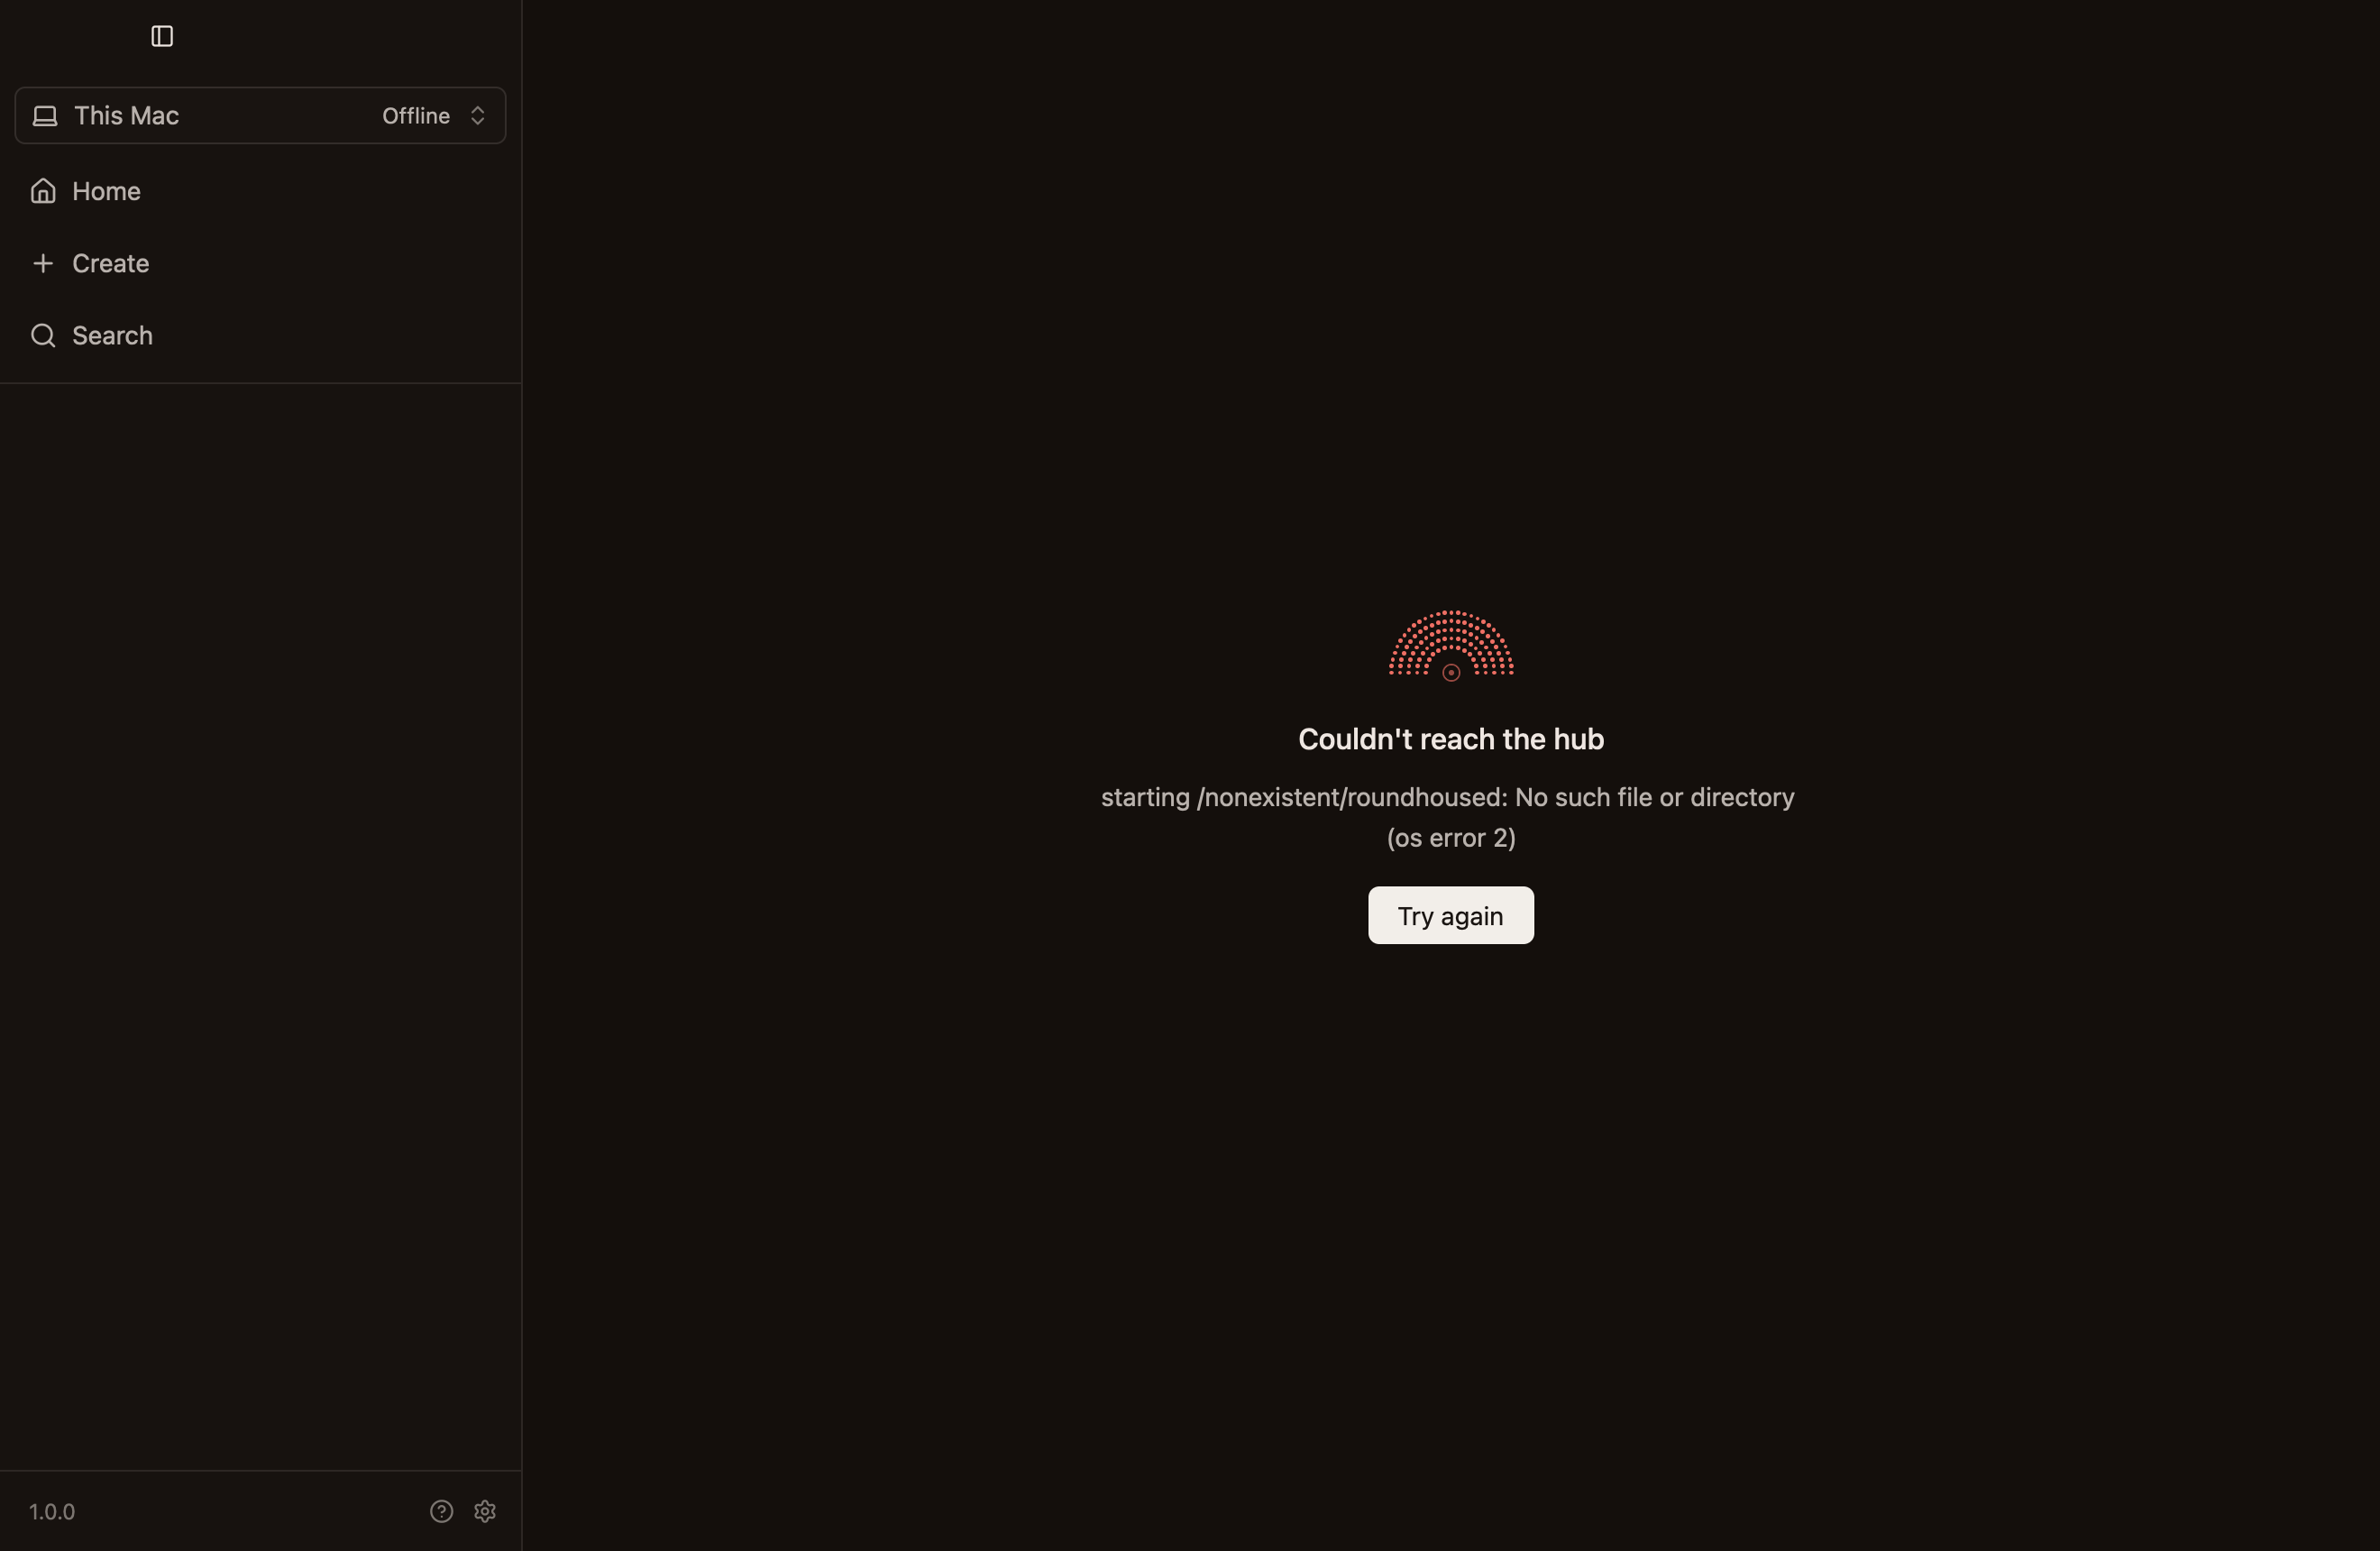 This Mac
Offline
Home
Create
Search
Couldn't reach the hub
starting /nonexistent/roundhoused: No such file or directory
(os error 2)
Try again
1.0.0